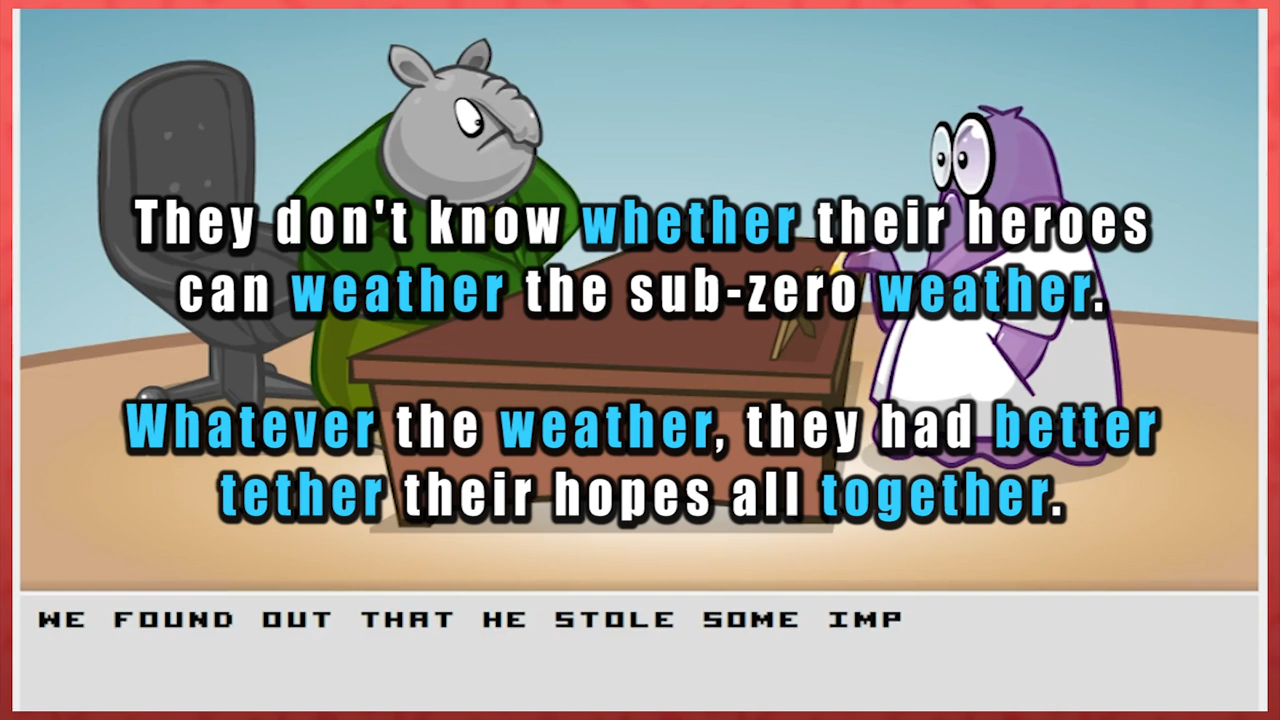 They don't know whether their heroes
can weather the sub-zero weather.
Whatever the weather, they had better
tether their hopes all together.
WE FOUND OUT THAT HE STOLE SOME IMP